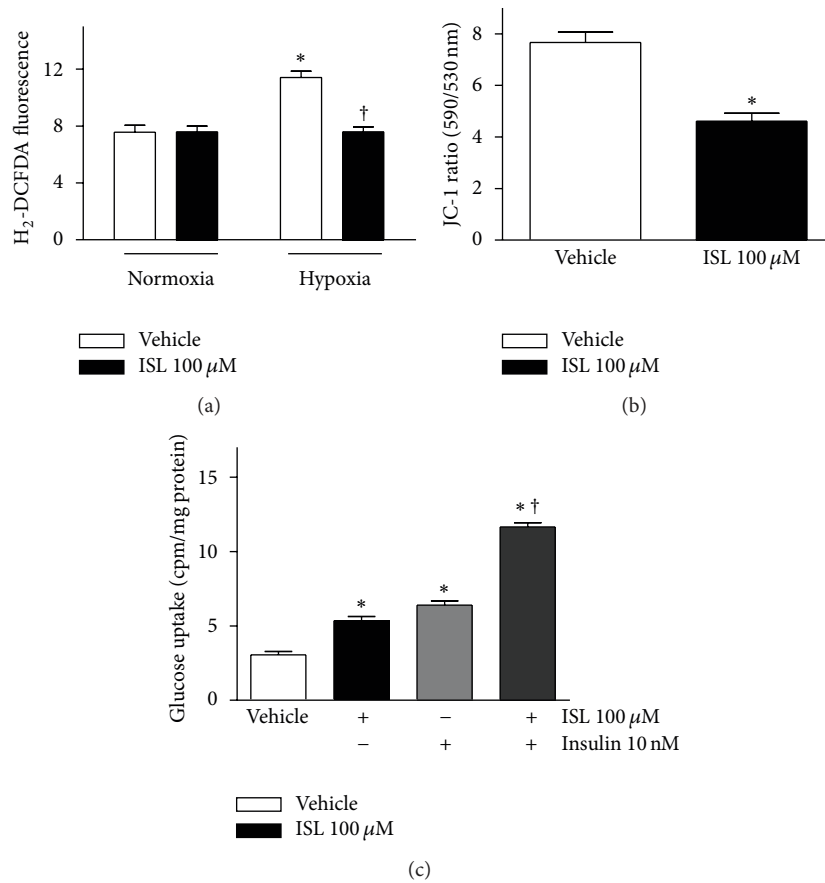 H₂-DCFDA fluorescence
12
8
4
0
*
†
Normoxia
Hypoxia
Vehicle
ISL 100 μM
(a)
JC-1 ratio (590/530 nm)
8
6
4
2
0
*
Vehicle
ISL 100 μM
Vehicle
ISL 100 μM
(b)
Glucose uptake (cpm/mg protein)
15
10
5
0
*
*
* †
Vehicle + − + ISL 100 μM
− + + Insulin 10 nM
Vehicle
ISL 100 μM
(c)